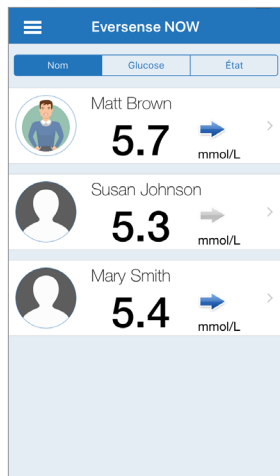 Eversense NOW
Nom Glucose État
Matt Brown
5.7
mmol/L
Susan Johnson
5.3
mmol/L
Mary Smith
5.4
mmol/L